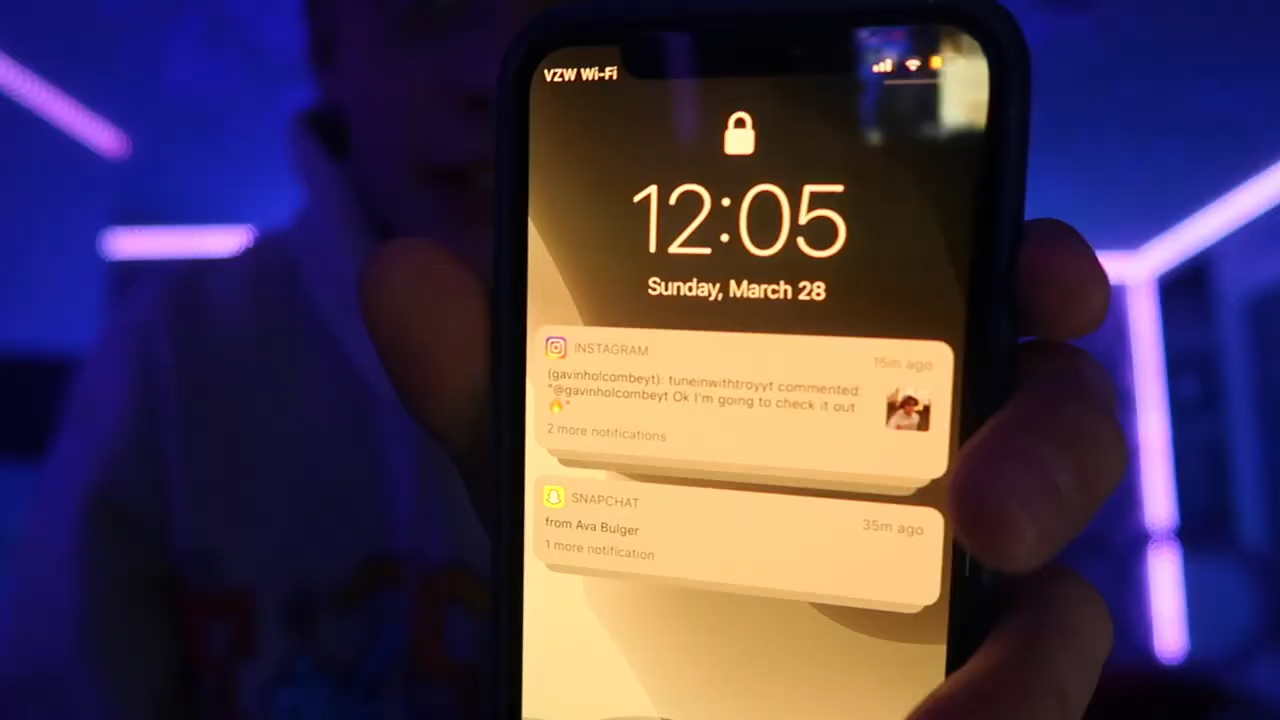 VZW Wi-Fi
12:05
Sunday, March 28
INSTAGRAM
15m ago
(gavinholcombeyt): tuneinwithtroyyt commented:
"@gavinholcombeyt Ok I'm going to check it out
🔥"
2 more notifications
SNAPCHAT
35m ago
from Ava Bulger
1 more notification